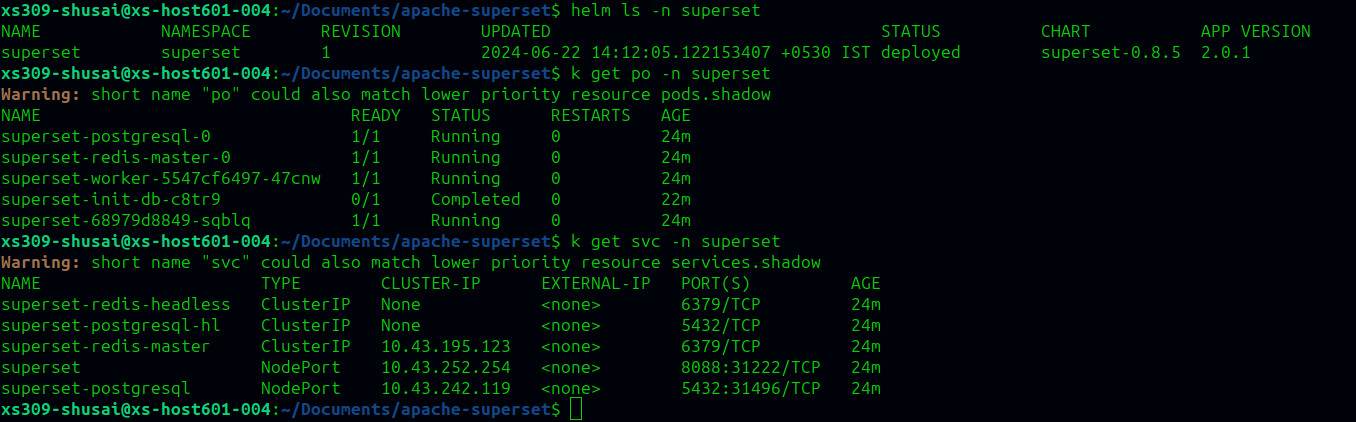 xs309-shusai@xs-host601-004:~/Documents/apache-superset$ helm ls -n superset
NAME NAMESPACE REVISION UPDATED STATUS CHART APP VERSION
superset superset 1 2024-06-22 14:12:05.122153407 +0530 IST deployed superset-0.8.5 2.0.1
xs309-shusai@xs-host601-004:~/Documents/apache-superset$ k get po -n superset
Warning: short name "po" could also match lower priority resource pods.shadow
NAME READY STATUS RESTARTS AGE
superset-postgresql-0 1/1 Running 0 24m
superset-redis-master-0 1/1 Running 0 24m
superset-worker-5547cf6497-47cnw 1/1 Running 0 24m
superset-init-db-c8tr9 0/1 Completed 0 22m
superset-68979d8849-sqblq 1/1 Running 0 24m
xs309-shusai@xs-host601-004:~/Documents/apache-superset$ k get svc -n superset
Warning: short name "svc" could also match lower priority resource services.shadow
NAME TYPE CLUSTER-IP EXTERNAL-IP PORT(S) AGE
superset-redis-headless ClusterIP None <none> 6379/TCP 24m
superset-postgresql-hl ClusterIP None <none> 5432/TCP 24m
superset-redis-master ClusterIP 10.43.195.123 <none> 6379/TCP 24m
superset NodePort 10.43.252.254 <none> 8088:31222/TCP 24m
superset-postgresql NodePort 10.43.242.119 <none> 5432:31496/TCP 24m
xs309-shusai@xs-host601-004:~/Documents/apache-superset$